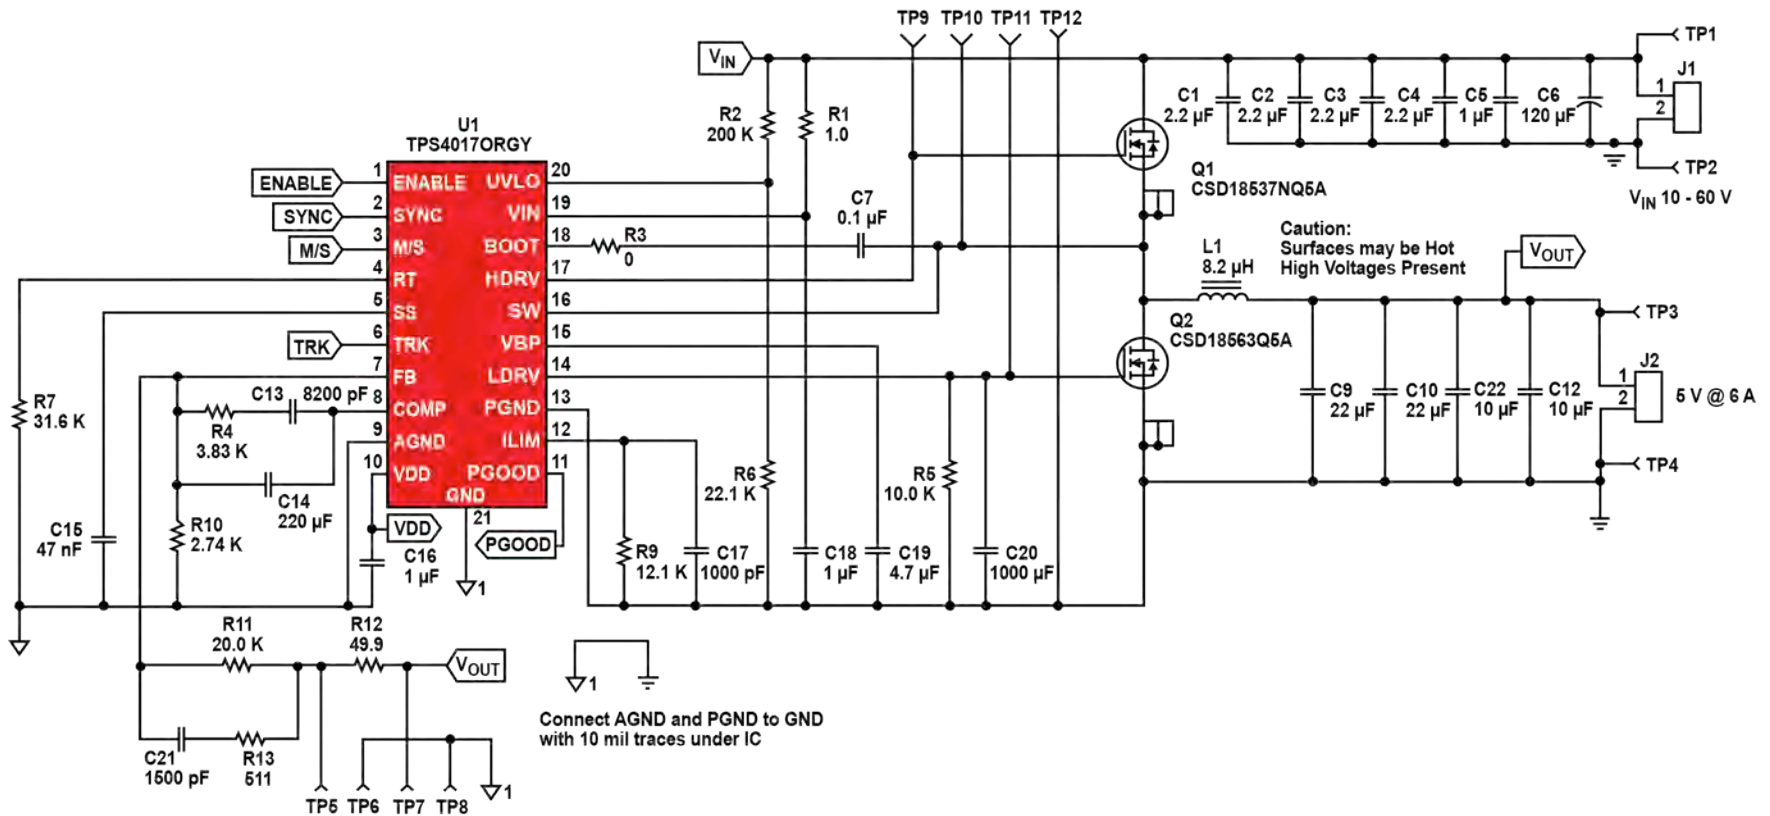 TP9 TP10 TP11 TP12
VIN
TP1
J1
1
2
TP2
VIN 10 - 60 V
R2
200 K
R1
1.0
C1
2.2 µF
C2
2.2 µF
C3
2.2 µF
C4
2.2 µF
C5
1 µF
C6
120 µF
U1
TPS4017ORGY
ENABLE
1
ENABLE
UVLO
20
SYNC
2
SYNC
VIN
19
M/S
3
M/S
BOOT
18
4
RT
HDRV
17
5
SS
SW
16
TRK
6
TRK
VBP
15
7
FB
LDRV
14
8
COMP
PGND
13
9
AGND
ILIM
12
10
VDD
PGOOD
11
GND
21
R3
0
C7
0.1 µF
Q1
CSD18537NQ5A
L1
8.2 µH
Caution:
Surfaces may be Hot
High Voltages Present
VOUT
Q2
CSD18563Q5A
TP3
J2
1
2
5 V @ 6 A
TP4
C9
22 µF
C10
22 µF
C22
10 µF
C12
10 µF
R7
31.6 K
C13
8200 pF
R4
3.83 K
C14
220 µF
C15
47 nF
R10
2.74 K
VDD
C16
1 µF
PGOOD
1
R6
22.1 K
R5
10.0 K
R9
12.1 K
C17
1000 pF
C18
1 µF
C19
4.7 µF
C20
1000 µF
R11
20.0 K
R12
49.9
VOUT
C21
1500 pF
R13
511
1
TP5 TP6 TP7 TP8
1
Connect AGND and PGND to GND
with 10 mil traces under IC